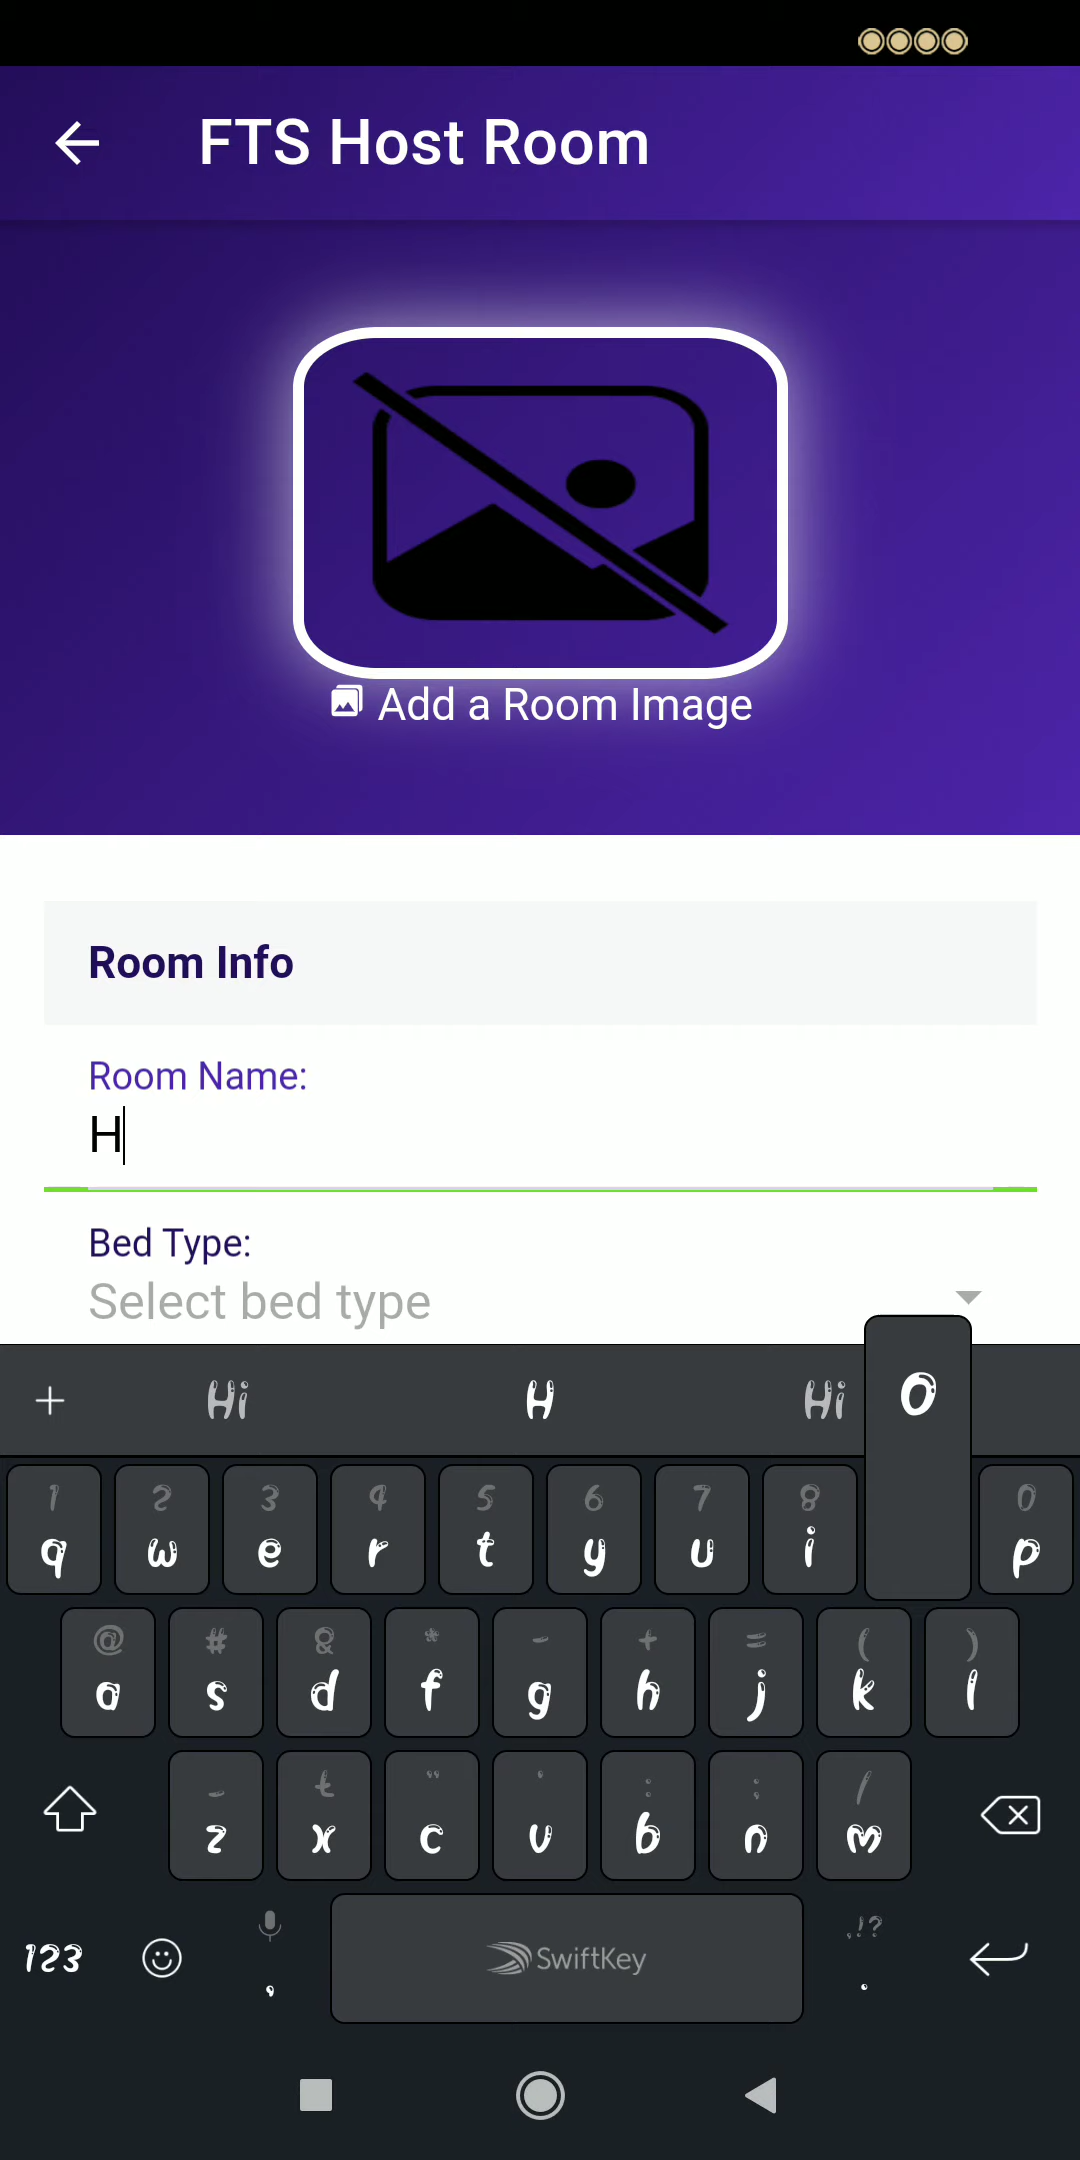 FTS Host Room
Add a Room Image
Room Info
Room Name:
H
Bed Type:
Select bed type
+ Hi H Hi
O
1 2 3 4 5 6 7 8 0
q w e r t y u i p
@ # & * - + = ( )
a s d f g h j k l
_ £ " ' : ; /
z x c v b n m
,!?
123 , SwiftKey .